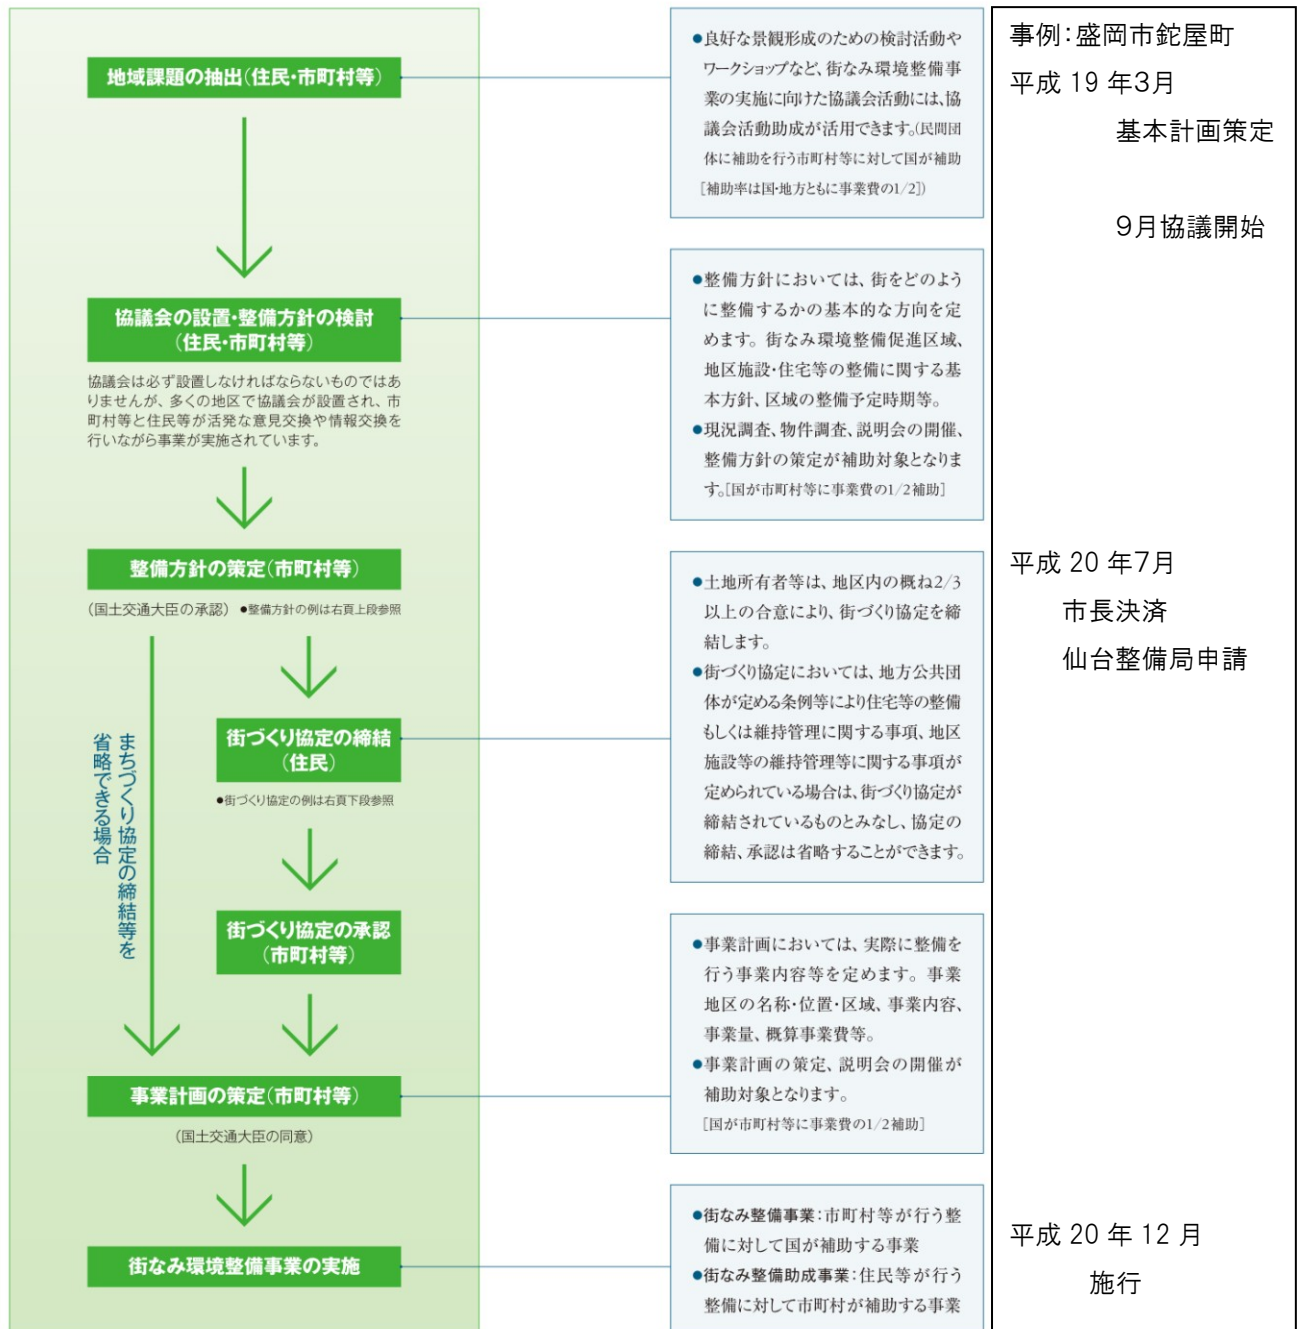 地域課題の抽出(住民・市町村等)
●良好な景観形成のための検討活動や
ワークショップなど、街なみ環境整備事
業の実施に向けた協議会活動には、協
議会活動助成が活用できます。(民間団
体に補助を行う市町村等に対して国が補助
[補助率は国・地方ともに事業費の1/2])
協議会の設置・整備方針の検討
(住民・市町村等)
協議会は必ず設置しなければならないものではあ
りませんが、多くの地区で協議会が設置され、市
町村等と住民等が活発な意見交換や情報交換を
行いながら事業が実施されています。
●整備方針においては、街をどのよう
に整備するかの基本的な方向を定
めます。街なみ環境整備促進区域、
地区施設・住宅等の整備に関する基
本方針、区域の整備予定時期等。
●現況調査、物件調査、説明会の開催、
整備方針の策定が補助対象となりま
す。[国が市町村等に事業費の1/2補助]
整備方針の策定(市町村等)
(国土交通大臣の承認) ●整備方針の例は右頁上段参照
まちづくり協定の締結等を
省略できる場合
街づくり協定の締結
(住民)
●街づくり協定の例は右頁下段参照
●土地所有者等は、地区内の概ね2/3
以上の合意により、街づくり協定を締
結します。
●街づくり協定においては、地方公共団
体が定める条例等により住宅等の整備
もしくは維持管理に関する事項、地区
施設等の維持管理等に関する事項が
定められている場合は、街づくり協定が
締結されているものとみなし、協定の
締結、承認は省略することができます。
街づくり協定の承認
(市町村等)
事業計画の策定(市町村等)
(国土交通大臣の同意)
●事業計画においては、実際に整備を
行う事業内容等を定めます。事業
地区の名称・位置・区域、事業内容、
事業量、概算事業費等。
●事業計画の策定、説明会の開催が
補助対象となります。
[国が市町村等に事業費の1/2補助]
街なみ環境整備事業の実施
●街なみ整備事業:市町村等が行う整
備に対して国が補助する事業
●街なみ整備助成事業:住民等が行う
整備に対して市町村が補助する事業
事例:盛岡市鉈屋町
平成 19 年3月
基本計画策定
9月協議開始
平成 20 年7月
市長決済
仙台整備局申請
平成 20 年 12 月
施行